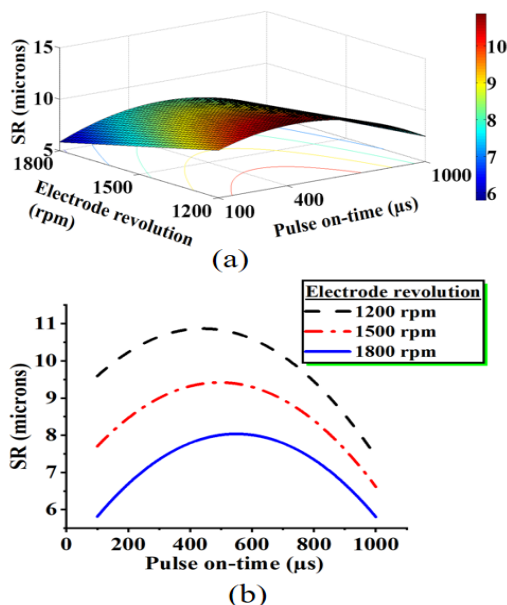 15
10
5
SR (microns)
1800
1500
1200
Electrode revolution
(rpm)
100
400
1000
Pulse on-time (µs)
10
9
8
7
6
(a)
Electrode revolution
1200 rpm
1500 rpm
1800 rpm
11
10
9
8
7
6
SR (microns)
0
200
400
600
800
1000
Pulse on-time (µs)
(b)